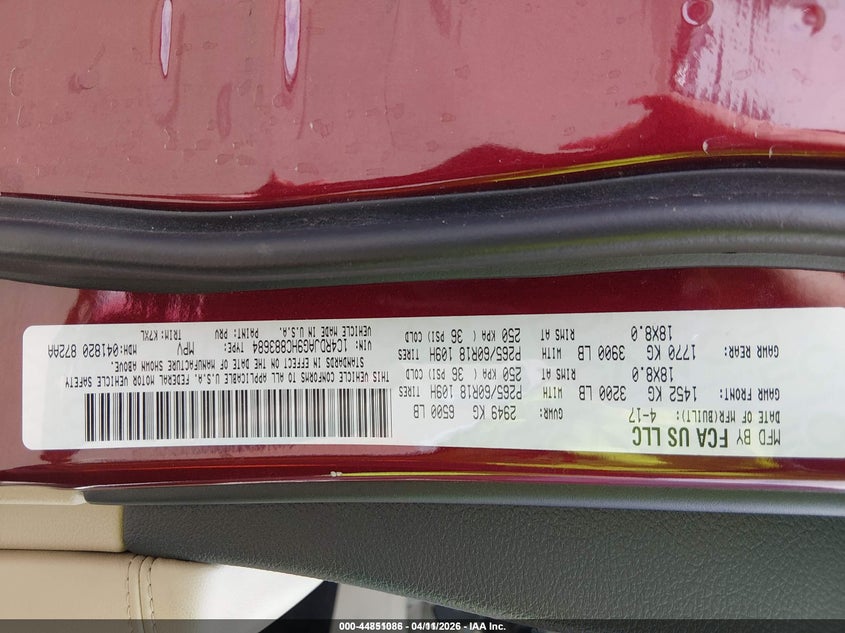 MFD BY FCA US LLC
DATE OF MFR(BUILT): 4-17
GVWR: 2949 KG 6500 LB
GAWR FRONT: 1452 KG 3200 LB WITH P265/60R18 109H TIRES
RIMS AT 18X8.0 250 KPA ( 36 PSI) COLD
GAWR REAR: 1770 KG 3900 LB WITH P265/60R18 109H TIRES
RIMS AT 18X8.0 250 KPA ( 36 PSI) COLD
THIS VEHICLE CONFORMS TO ALL APPLICABLE U.S.A. FEDERAL MOTOR VEHICLE SAFETY
STANDARDS IN EFFECT ON THE DATE OF MANUFACTURE SHOWN ABOVE.
VIN: 1C4RDJAG9HC883684 TYPE: MPV MDH:041820 872AA
VEHICLE MADE IN U.S.A. PAINT: PRV TRIM: K7XL
000-44851086 - 04/11/2026 - IAA Inc.